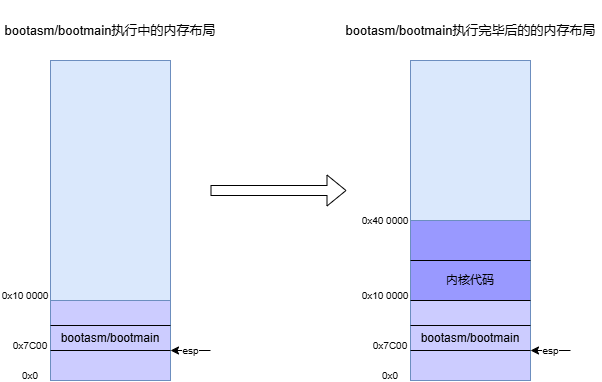 bootasm/bootmain执行中的内存布局
bootasm/bootmain执行完毕后的的内存布局
0x40 0000
内核代码
0x10 0000
0x10 0000
bootasm/bootmain
bootasm/bootmain
0x7C00
esp
0x7C00
esp
0x0
0x0